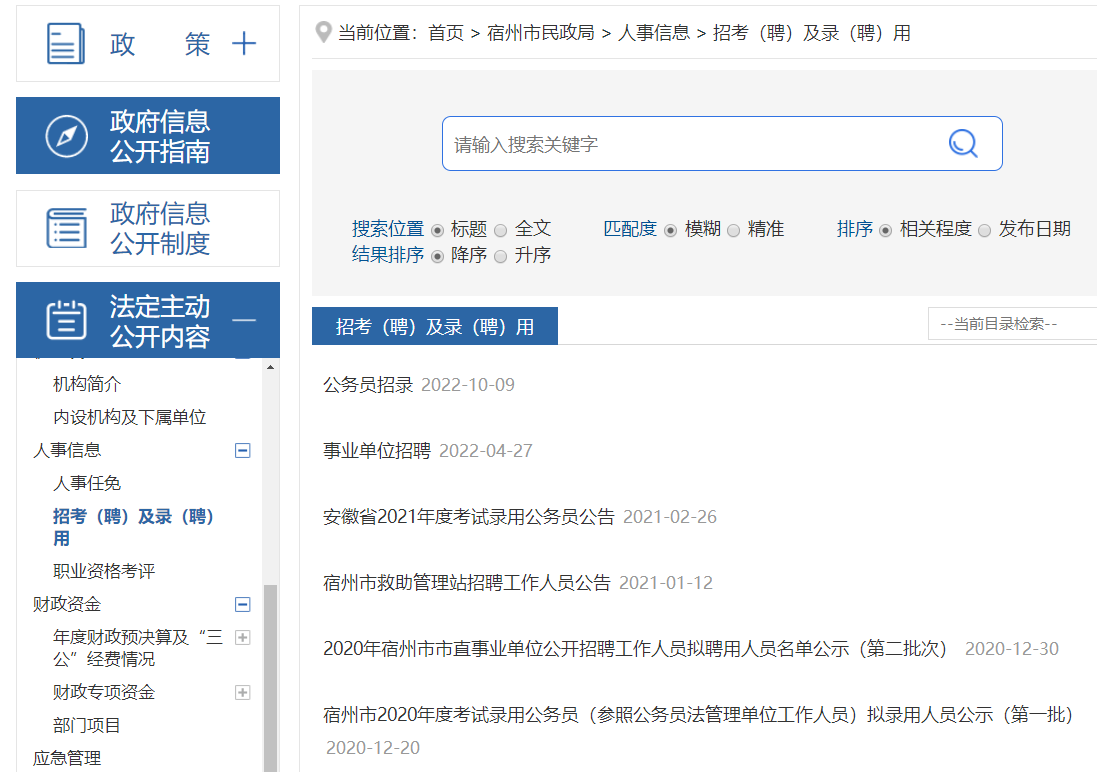 政 策
政府信息
公开指南
政府信息
公开制度
法定主动
公开内容
机构简介
内设机构及下属单位
人事信息
人事任免
招考（聘）及录（聘）
用
职业资格考评
财政资金
年度财政预决算及“三
公”经费情况
财政专项资金
部门项目
应急管理
当前位置：首页 > 宿州市民政局 > 人事信息 > 招考（聘）及录（聘）用
请输入搜索关键字
搜索位置 标题 全文 匹配度 模糊 精准 排序 相关程度 发布日期
结果排序 降序 升序
招考（聘）及录（聘）用 --当前目录检索--
公务员招录 2022-10-09
事业单位招聘 2022-04-27
安徽省2021年度考试录用公务员公告 2021-02-26
宿州市救助管理站招聘工作人员公告 2021-01-12
2020年宿州市市直事业单位公开招聘工作人员拟聘用人员名单公示（第二批次） 2020-12-30
宿州市2020年度考试录用公务员（参照公务员法管理单位工作人员）拟录用人员公示（第一批）
2020-12-20